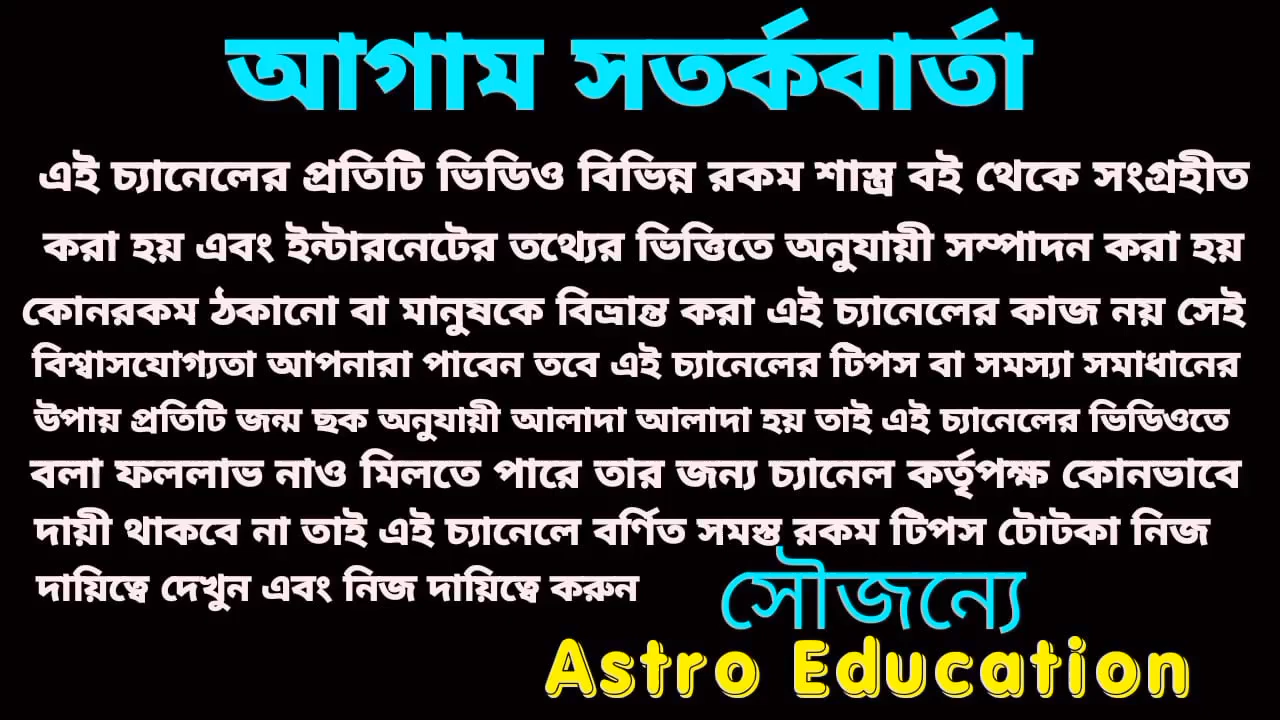 আগাম সতর্কবার্তা
এই চ্যানেলের প্রতিটি ভিডিও বিভিন্ন রকম শাস্ত্র বই থেকে সংগ্রহীত
করা হয় এবং ইন্টারনেটের তথ্যের ভিত্তিতে অনুযায়ী সম্পাদন করা হয়
কোনরকম ঠকানো বা মানুষকে বিভ্রান্ত করা এই চ্যানেলের কাজ নয় সেই
বিশ্বাসযোগ্যতা আপনারা পাবেন তবে এই চ্যানেলের টিপস বা সমস্যা সমাধানের
উপায় প্রতিটি জন্ম ছক অনুযায়ী আলাদা আলাদা হয় তাই এই চ্যানেলের ভিডিওতে
বলা ফললাভ নাও মিলতে পারে তার জন্য চ্যানেল কর্তৃপক্ষ কোনভাবে
দায়ী থাকবে না তাই এই চ্যানেলে বর্ণিত সমস্ত রকম টিপস টোটকা নিজ
দায়িত্বে দেখুন এবং নিজ দায়িত্বে করুন
সৌজন্যে
Astro Education